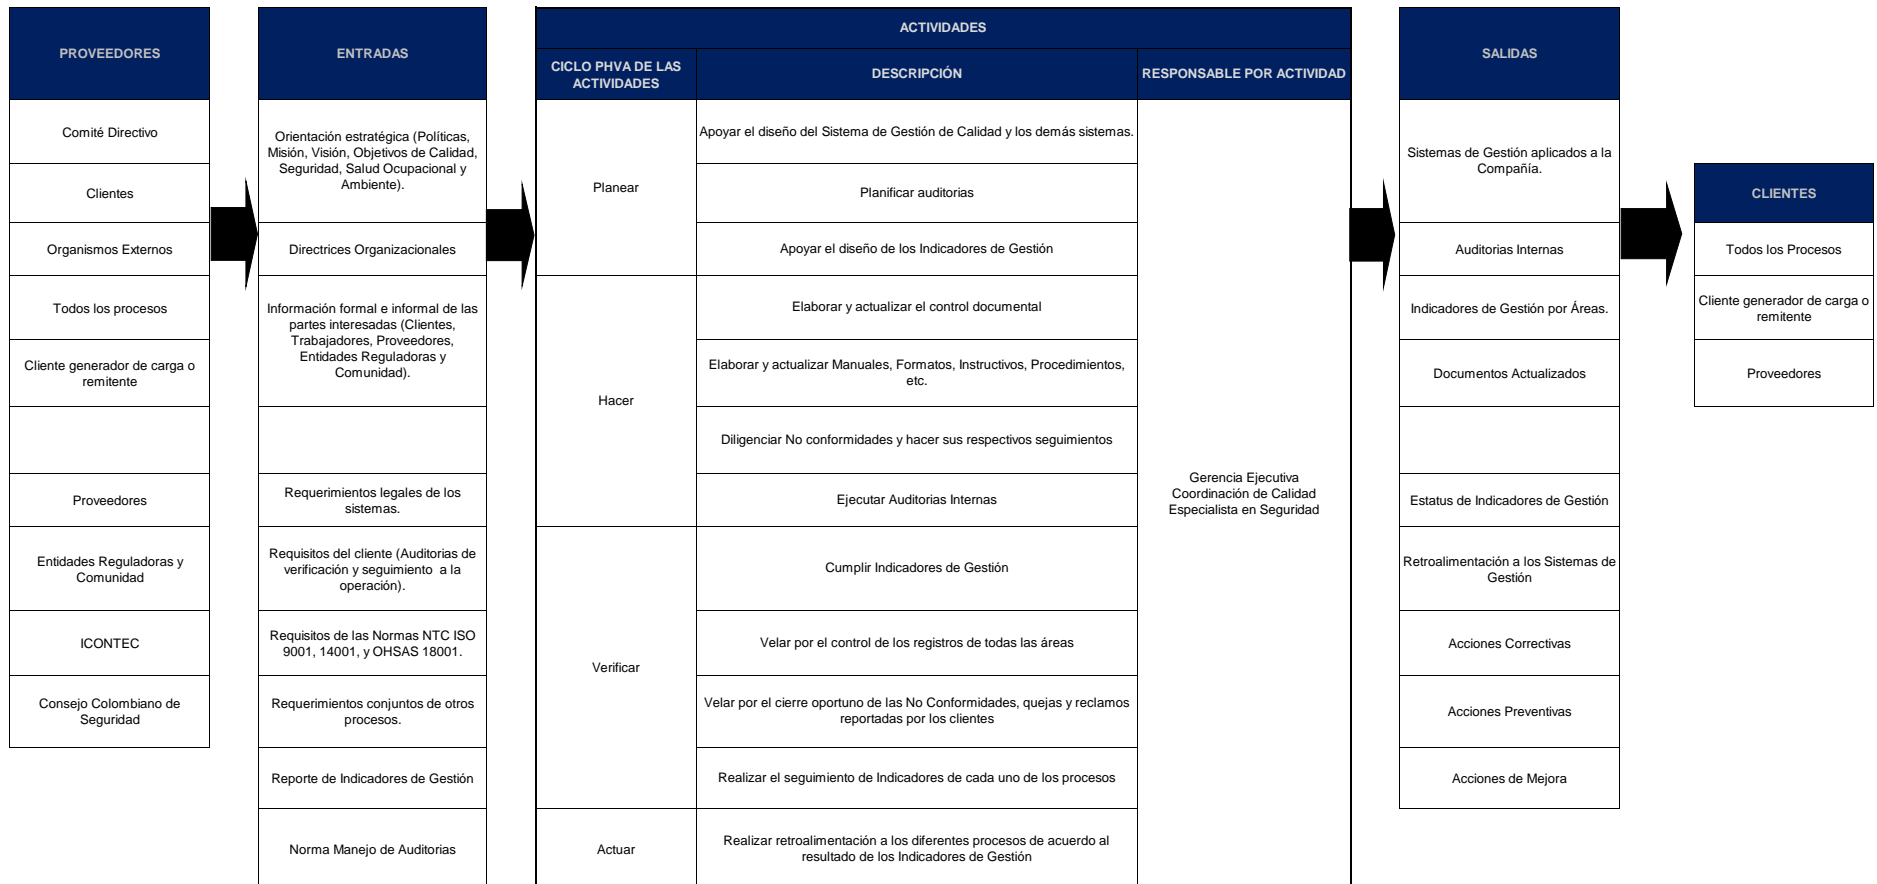 PROVEEDORES
Comité Directivo
Clientes
Organismos Externos
Todos los procesos
Cliente generador de carga o
remitente
Proveedores
Entidades Reguladoras y
Comunidad
ICONTEC
Consejo Colombiano de
Seguridad
ENTRADAS
Orientación estratégica (Políticas,
Misión, Visión, Objetivos de Calidad,
Seguridad, Salud Ocupacional y
Ambiente).
Directrices Organizacionales
Información formal e informal de las
partes interesadas (Clientes,
Trabajadores, Proveedores,
Entidades Reguladoras y
Comunidad).
Requerimientos legales de los
sistemas.
Requisitos del cliente (Auditorias de
verificación y seguimiento  a la
operación).
Requisitos de las Normas NTC ISO
9001, 14001, y OHSAS 18001.
Requerimientos conjuntos de otros
procesos.
Reporte de Indicadores de Gestión
Norma Manejo de Auditorias
ACTIVIDADES
CICLO PHVA DE LAS
ACTIVIDADES
DESCRIPCIÓN
RESPONSABLE POR ACTIVIDAD
Planear
Apoyar el diseño del Sistema de Gestión de Calidad y los demás sistemas.
Planificar auditorias
Apoyar el diseño de los Indicadores de Gestión
Hacer
Elaborar y actualizar el control documental
Elaborar y actualizar Manuales, Formatos, Instructivos, Procedimientos,
etc.
Diligenciar No conformidades y hacer sus respectivos seguimientos
Ejecutar Auditorias Internas
Verificar
Cumplir Indicadores de Gestión
Velar por el control de los registros de todas las áreas
Velar por el cierre oportuno de las No Conformidades, quejas y reclamos
reportadas por los clientes
Realizar el seguimiento de Indicadores de cada uno de los procesos
Actuar
Realizar retroalimentación a los diferentes procesos de acuerdo al
resultado de los Indicadores de Gestión
Gerencia Ejecutiva
Coordinación de Calidad
Especialista en Seguridad
SALIDAS
Sistemas de Gestión aplicados a la
Compañía.
Auditorias Internas
Indicadores de Gestión por Áreas.
Documentos Actualizados
Estatus de Indicadores de Gestión
Retroalimentación a los Sistemas de
Gestión
Acciones Correctivas
Acciones Preventivas
Acciones de Mejora
CLIENTES
Todos los Procesos
Cliente generador de carga o
remitente
Proveedores